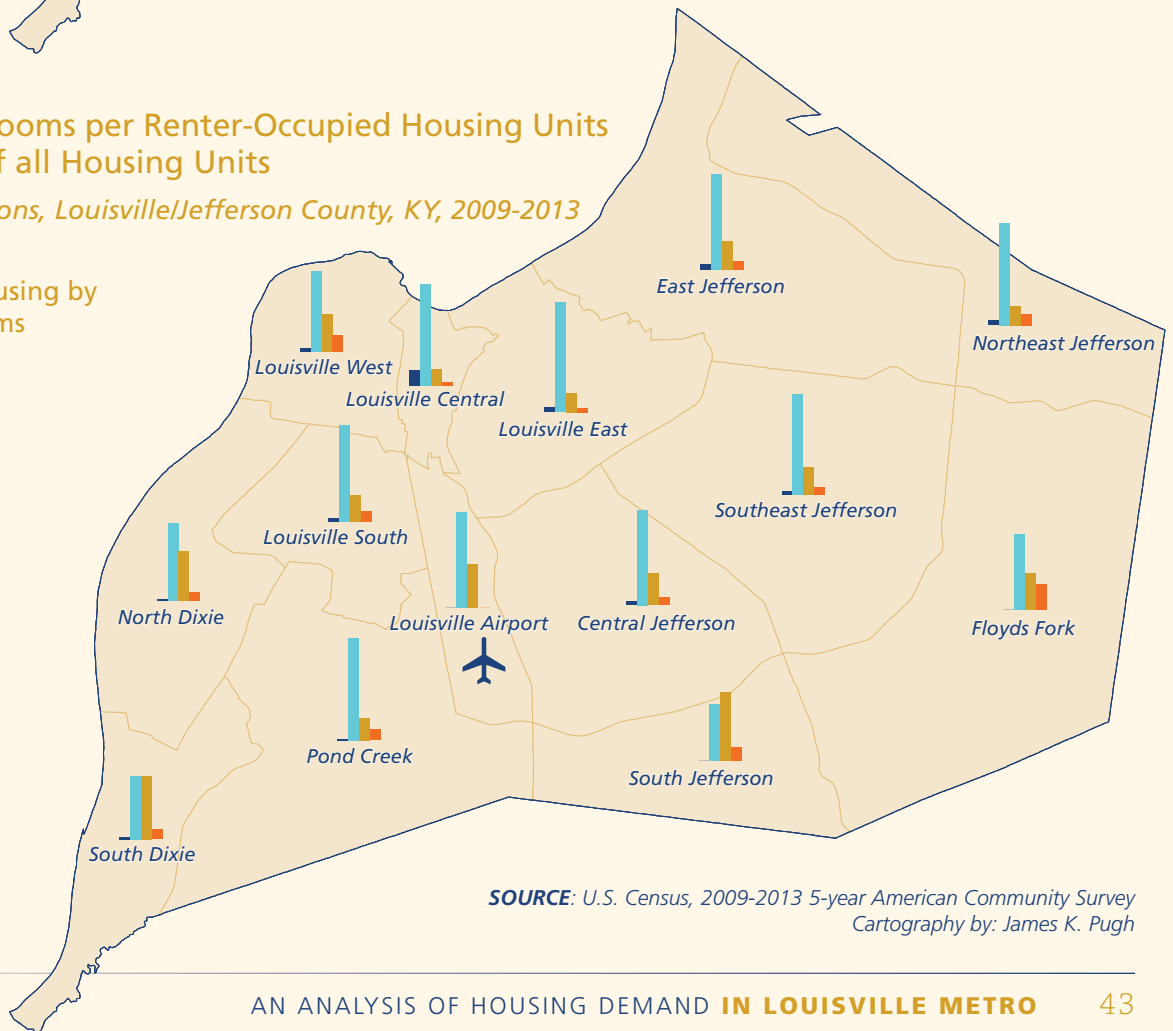 ooms per Renter-Occupied Housing Units
f all Housing Units
ons, Louisville/Jefferson County, KY, 2009-2013
using by
ms
East Jefferson
Northeast Jefferson
Louisville West
Louisville Central
Louisville East
Southeast Jefferson
Louisville South
North Dixie
Louisville Airport
Central Jefferson
Floyds Fork
Pond Creek
South Jefferson
South Dixie
SOURCE: U.S. Census, 2009-2013 5-year American Community Survey
Cartography by: James K. Pugh
AN ANALYSIS OF HOUSING DEMAND IN LOUISVILLE METRO 43